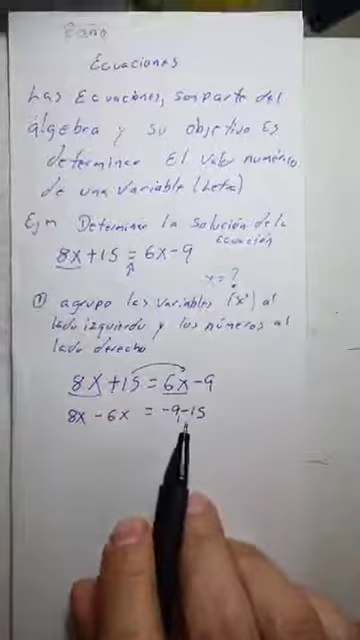 8 año
Ecuaciones
Las Ecuaciones, son parte del
álgebra y su objetivo Es
determinar El valor numérico
de una variable (Letra)
Ejm Determinar la Solución de la
Ecuación
8X + 15 = 6X - 9
x = ?
① agrupo las variables (x) al
lado izquierdo y los números al
lado derecho
8X + 15 = 6X - 9
8X - 6X = -9 - 15